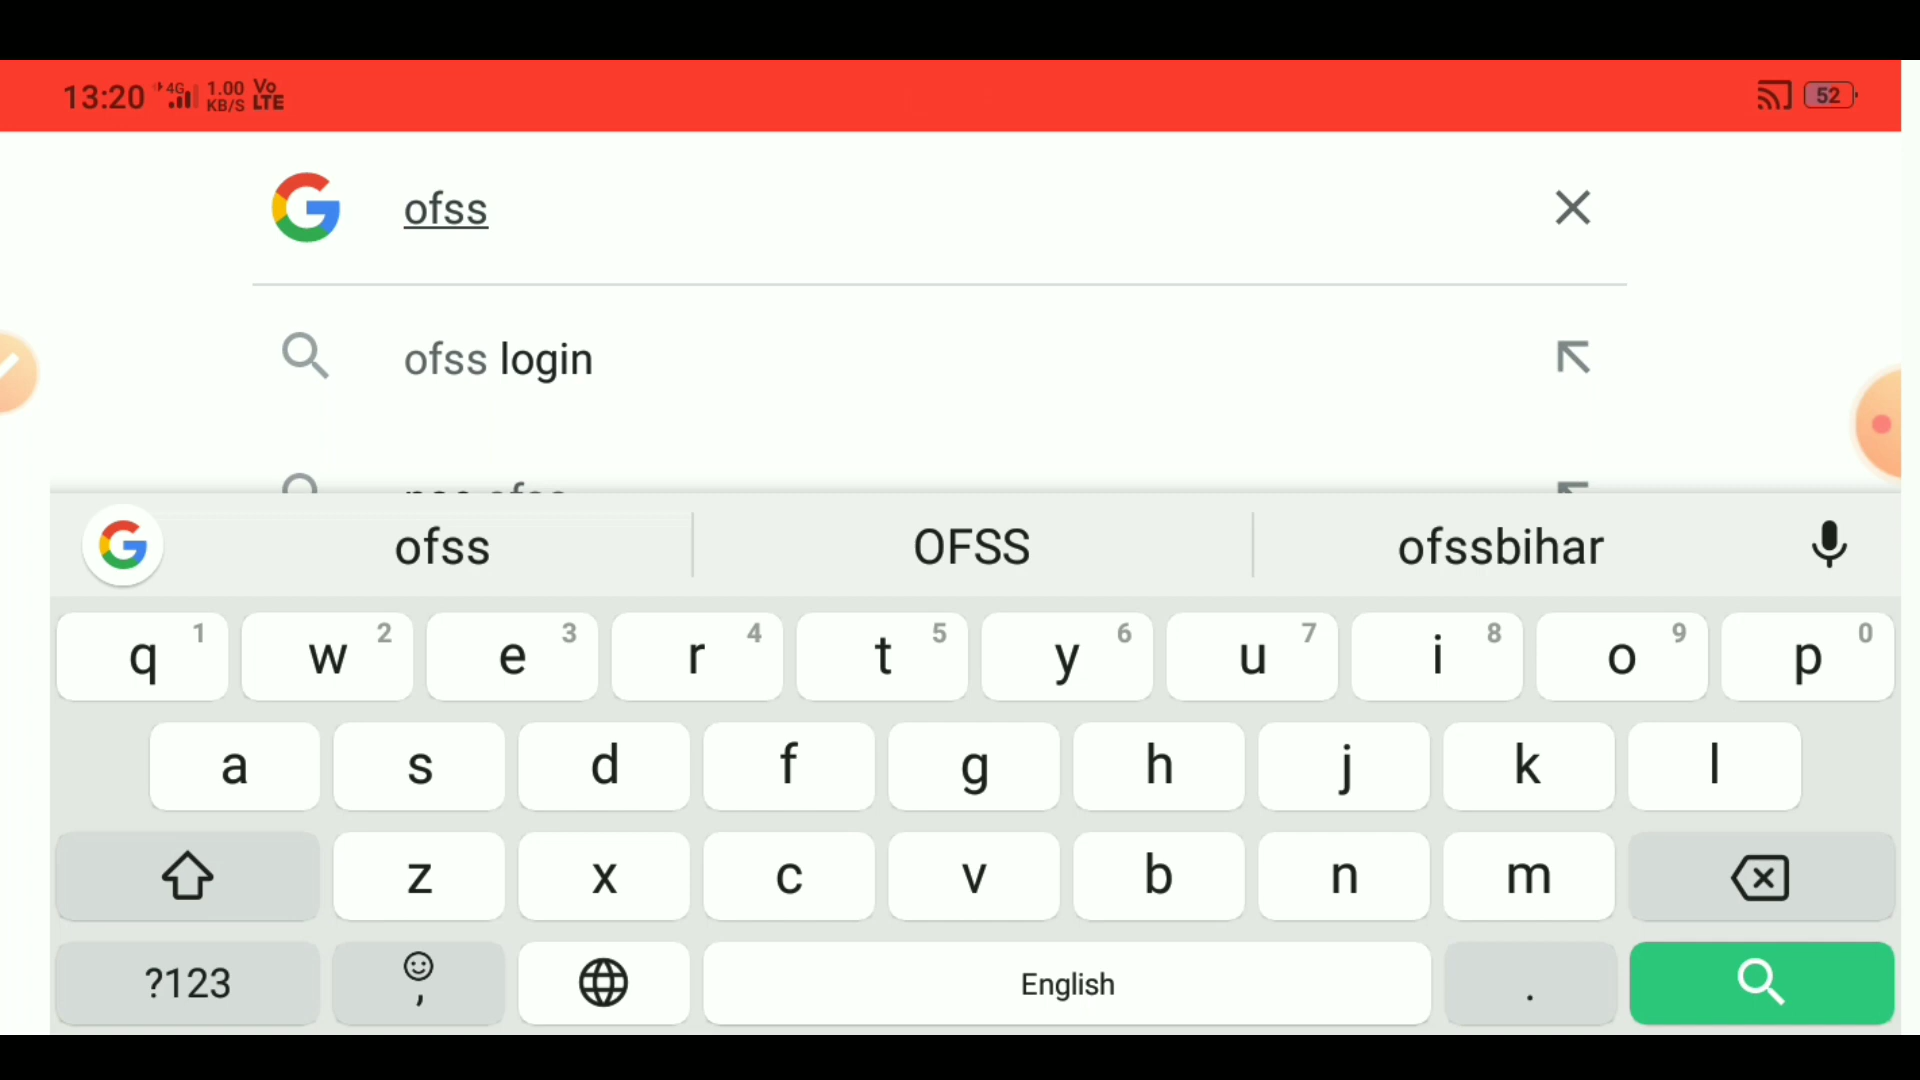 13:20 4G 1.00 KB/S Vo LTE 52
ofss
ofss login
ofss OFSS ofssbihar
q 1 w 2 e 3 r 4 t 5 y 6 u 7 i 8 o 9 p 0
a s d f g h j k l
z x c v b n m
?123 , English .